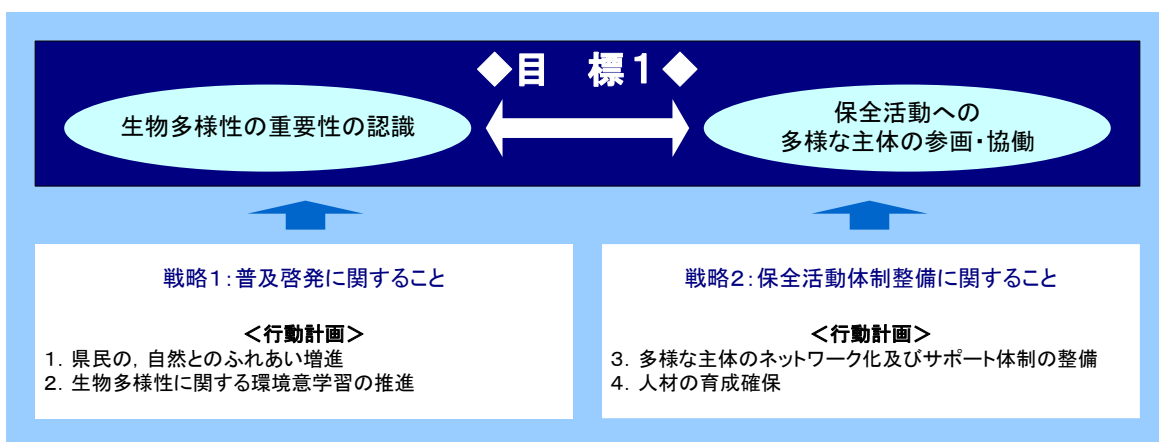 ◆目　標１◆
生物多様性の重要性の認識
保全活動への
多様な主体の参画・協働
戦略１：普及啓発に関すること
＜行動計画＞
１．県民の，自然とのふれあい増進
２．生物多様性に関する環境意学習の推進
戦略２：保全活動体制整備に関すること
＜行動計画＞
３．多様な主体のネットワーク化及びサポート体制の整備
４．人材の育成確保